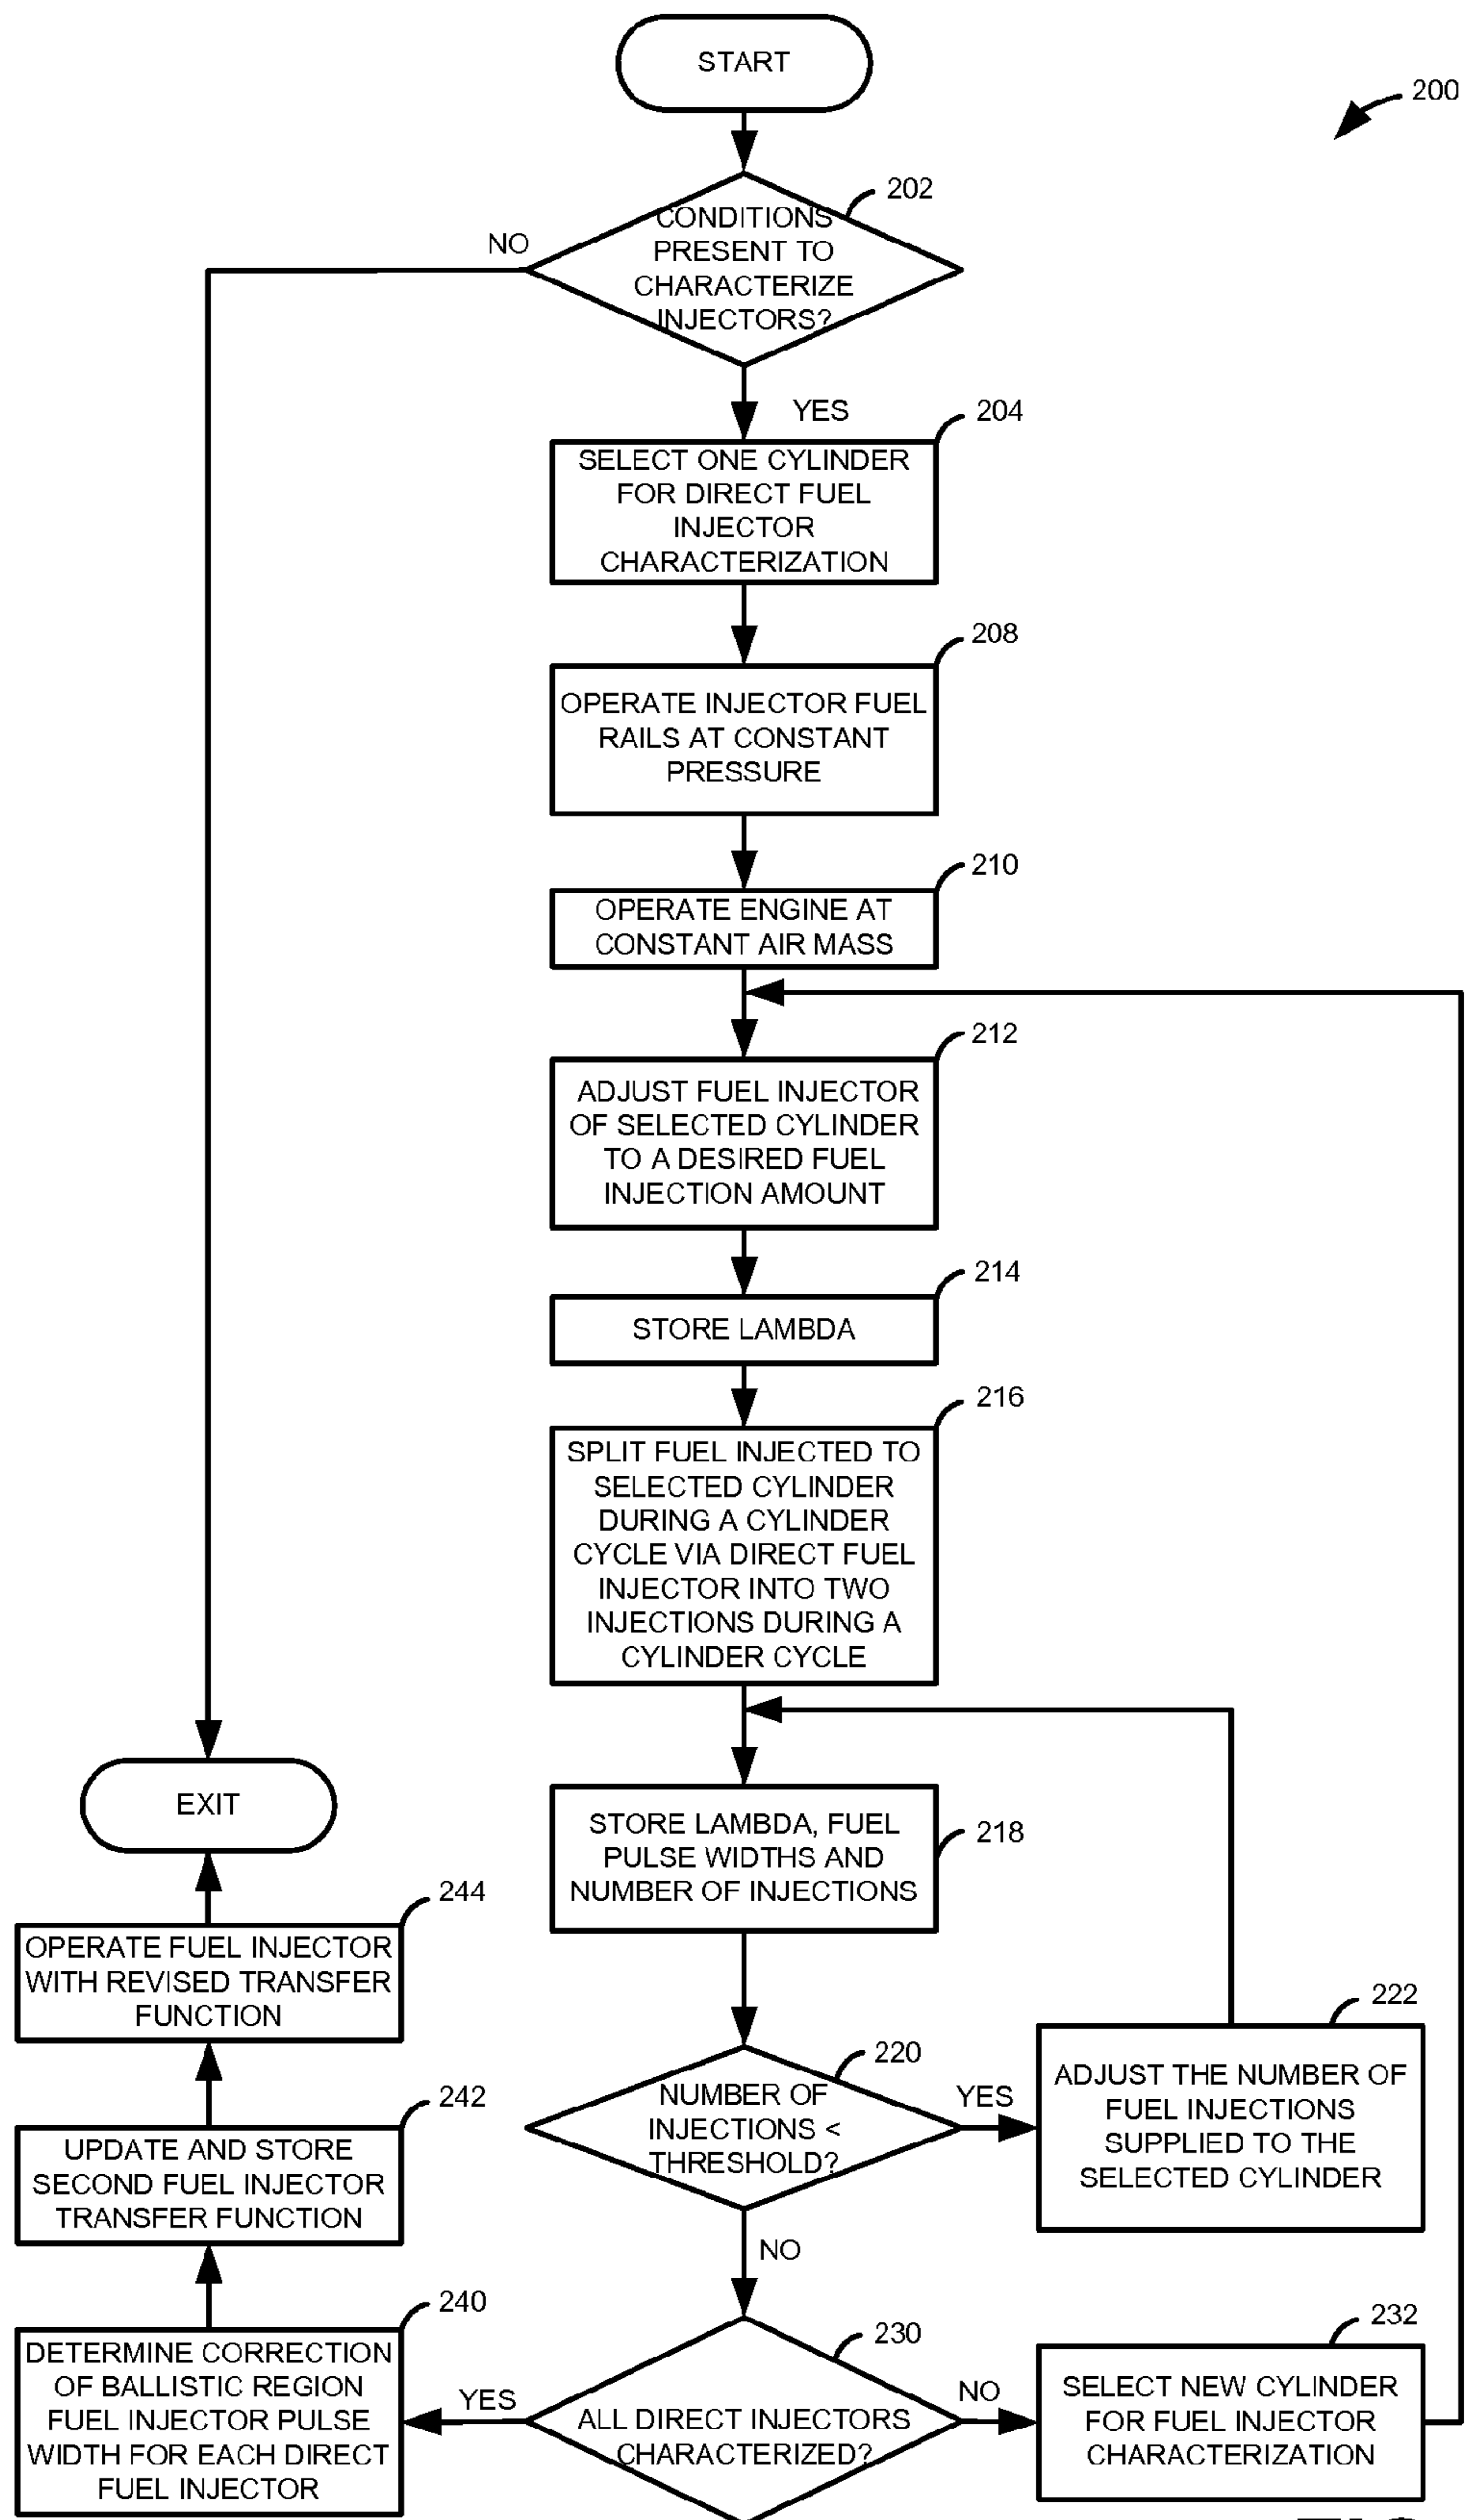 START
200
202
CONDITIONS
PRESENT TO
CHARACTERIZE
INJECTORS?
NO
YES
204
SELECT ONE CYLINDER
FOR DIRECT FUEL
INJECTOR
CHARACTERIZATION
208
OPERATE INJECTOR FUEL
RAILS AT CONSTANT
PRESSURE
210
OPERATE ENGINE AT
CONSTANT AIR MASS
212
ADJUST FUEL INJECTOR
OF SELECTED CYLINDER
TO A DESIRED FUEL
INJECTION AMOUNT
214
STORE LAMBDA
216
SPLIT FUEL INJECTED TO
SELECTED CYLINDER
DURING A CYLINDER
CYCLE VIA DIRECT FUEL
INJECTOR INTO TWO
INJECTIONS DURING A
CYLINDER CYCLE
218
STORE LAMBDA, FUEL
PULSE WIDTHS AND
NUMBER OF INJECTIONS
220
NUMBER OF
INJECTIONS <
THRESHOLD?
YES
222
ADJUST THE NUMBER OF
FUEL INJECTIONS
SUPPLIED TO THE
SELECTED CYLINDER
NO
230
ALL DIRECT INJECTORS
CHARACTERIZED?
NO
232
SELECT NEW CYLINDER
FOR FUEL INJECTOR
CHARACTERIZATION
YES
240
DETERMINE CORRECTION
OF BALLISTIC REGION
FUEL INJECTOR PULSE
WIDTH FOR EACH DIRECT
FUEL INJECTOR
242
UPDATE AND STORE
SECOND FUEL INJECTOR
TRANSFER FUNCTION
244
OPERATE FUEL INJECTOR
WITH REVISED TRANSFER
FUNCTION
EXIT